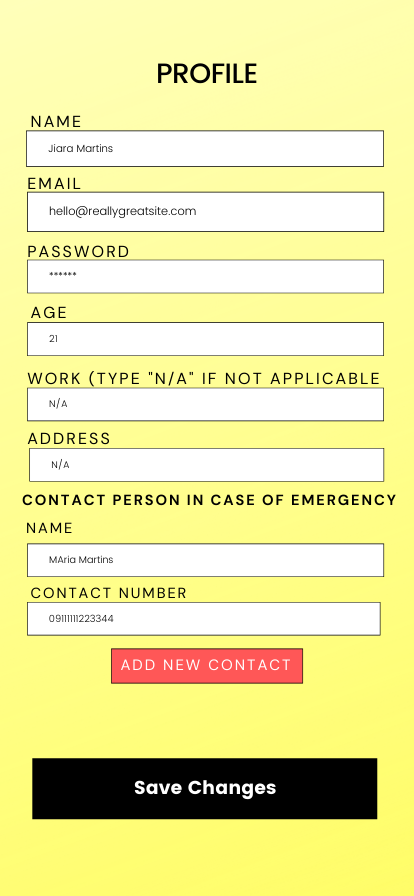 PROFILE
NAME
Jiara Martins
EMAIL
hello@reallygreatsite.com
PASSWORD
******
AGE
21
WORK (TYPE "N/A" IF NOT APPLICABLE
N/A
ADDRESS
N/A
CONTACT PERSON IN CASE OF EMERGENCY
NAME
MAria Martins
CONTACT NUMBER
09111111223344
ADD NEW CONTACT
Save Changes